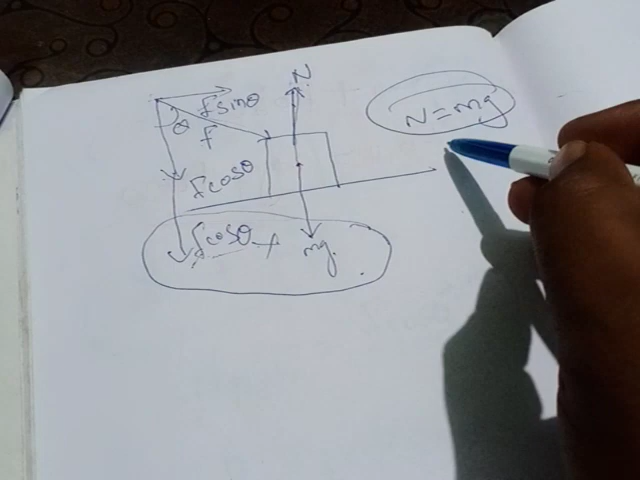 N
fsinθ
θ
f
N=mg
fcosθ
fcosθ + mg.